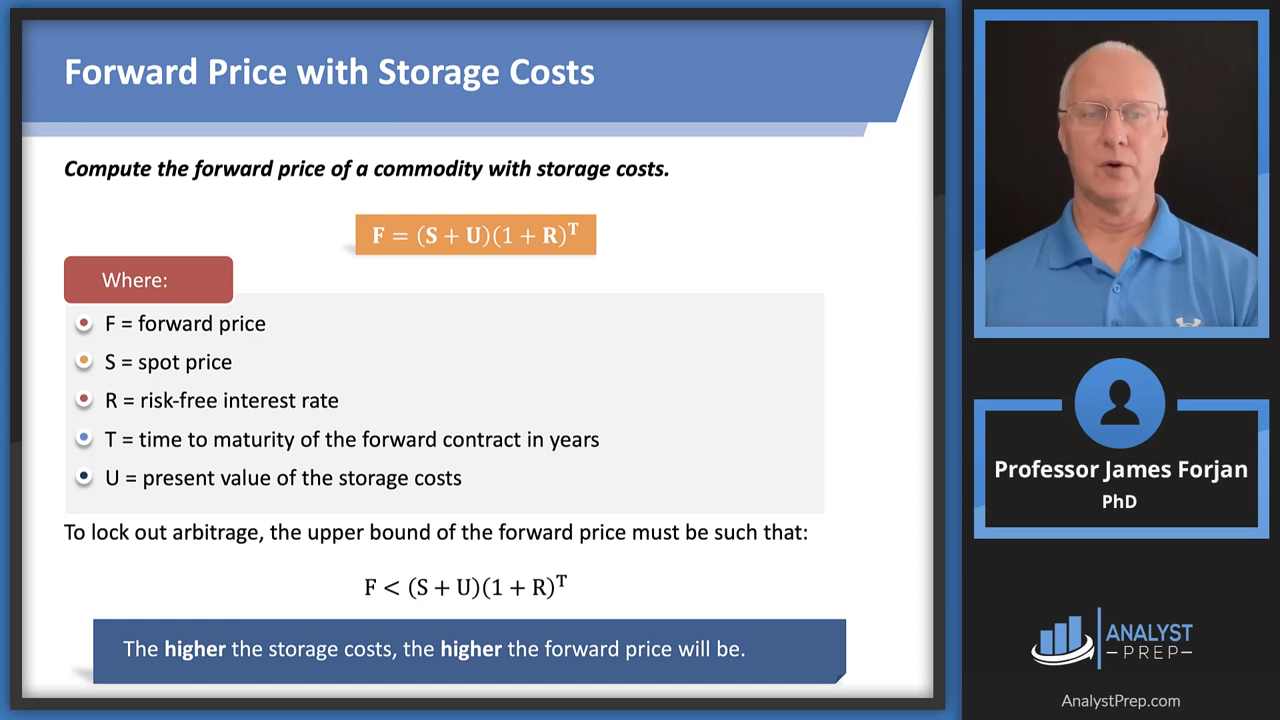 Forward Price with Storage Costs
Compute the forward price of a commodity with storage costs.
F = (S + U)(1 + R)^T
Where:
F = forward price
S = spot price
R = risk-free interest rate
T = time to maturity of the forward contract in years
U = present value of the storage costs
To lock out arbitrage, the upper bound of the forward price must be such that:
F < (S + U)(1 + R)^T
The higher the storage costs, the higher the forward price will be.
Professor James Forjan
PhD
ANALYST
–PREP–
AnalystPrep.com